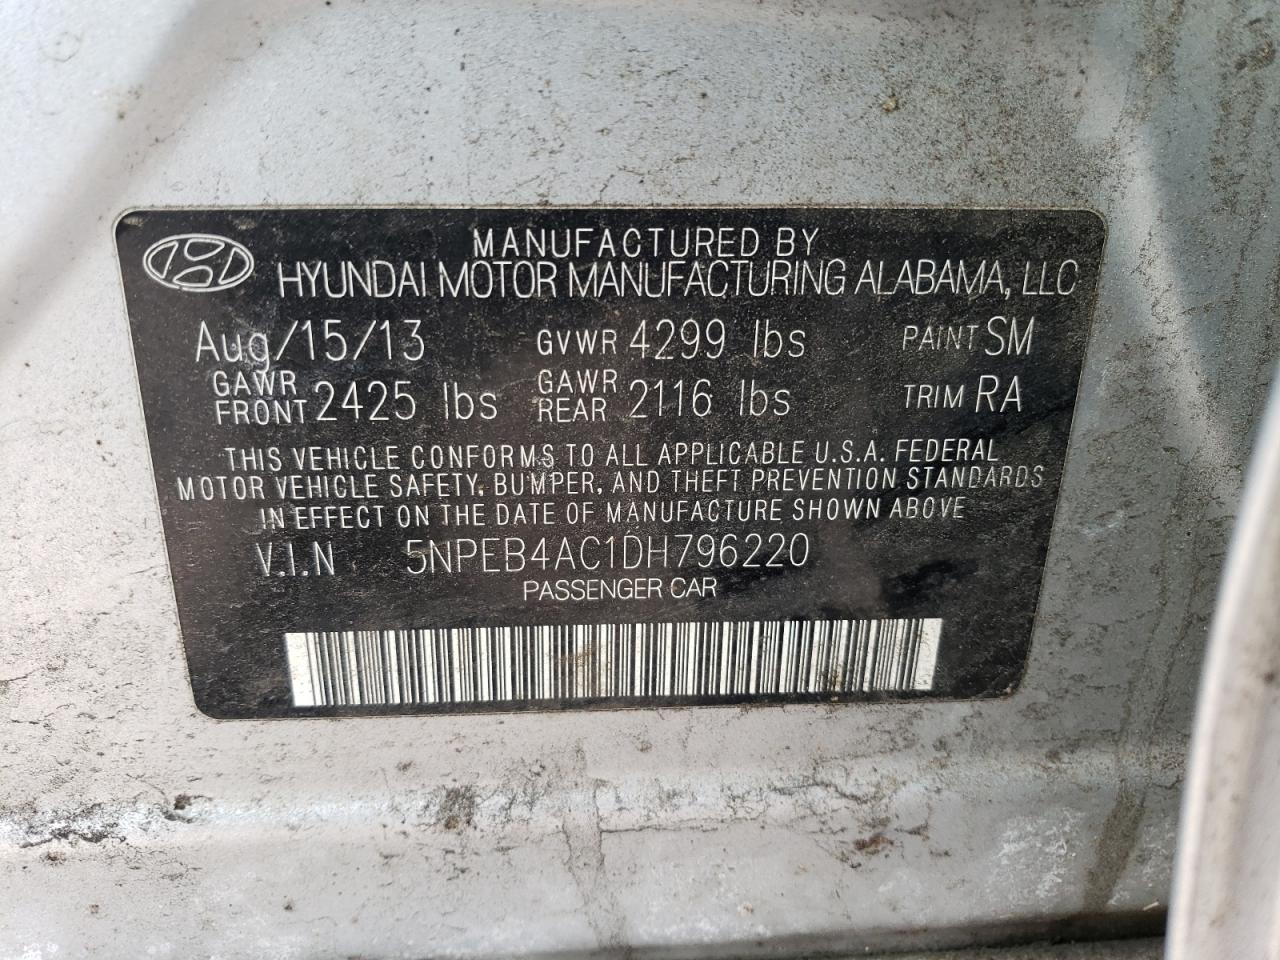 MANUFACTURED BY
HYUNDAI MOTOR MANUFACTURING ALABAMA, LLC
Aug/15/13 GVWR 4299 lbs PAINT SM
GAWR FRONT 2425 lbs GAWR REAR 2116 lbs TRIM RA
THIS VEHICLE CONFORMS TO ALL APPLICABLE U.S.A. FEDERAL
MOTOR VEHICLE SAFETY, BUMPER, AND THEFT PREVENTION STANDARDS
IN EFFECT ON THE DATE OF MANUFACTURE SHOWN ABOVE
V.I.N 5NPEB4AC1DH796220
PASSENGER CAR